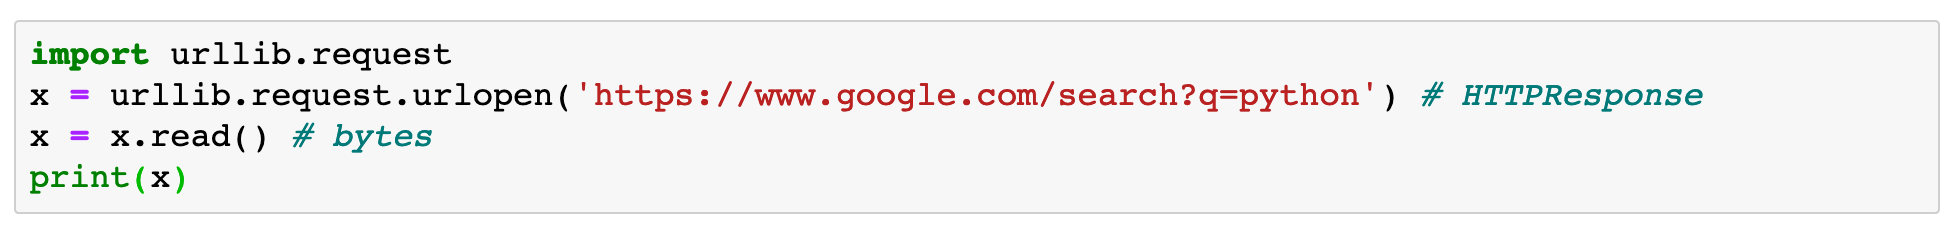 import urllib.request
x = urllib.request.urlopen('https://www.google.com/search?q=python') # HTTPResponse
x = x.read() # bytes
print(x)